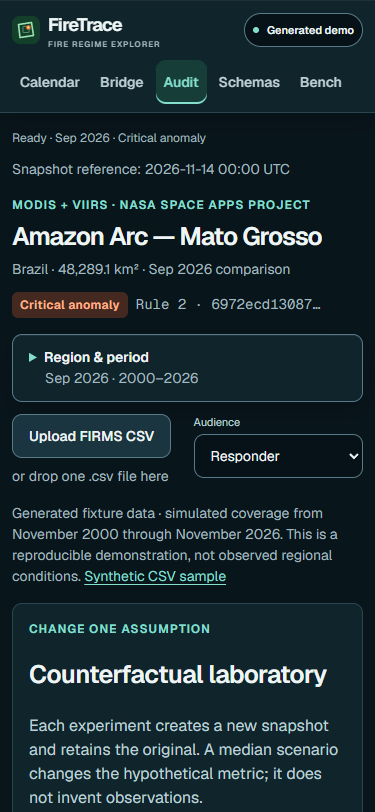 FireTrace
FIRE REGIME EXPLORER
Generated demo
Calendar Bridge Audit Schemas Bench
Ready · Sep 2026 · Critical anomaly
Snapshot reference: 2026-11-14 00:00 UTC
MODIS + VIIRS · NASA SPACE APPS PROJECT
Amazon Arc — Mato Grosso
Brazil · 48,289.1 km² · Sep 2026 comparison
Critical anomaly Rule 2 · 6972ecd13087…
Region & period
Sep 2026 · 2000–2026
Upload FIRMS CSV
or drop one .csv file here
Audience
Responder
Generated fixture data · simulated coverage from
November 2000 through November 2026. This is a
reproducible demonstration, not observed regional
conditions. Synthetic CSV sample
CHANGE ONE ASSUMPTION
Counterfactual laboratory
Each experiment creates a new snapshot
and retains the original. A median scenario
changes the hypothetical metric; it does
not invent observations.